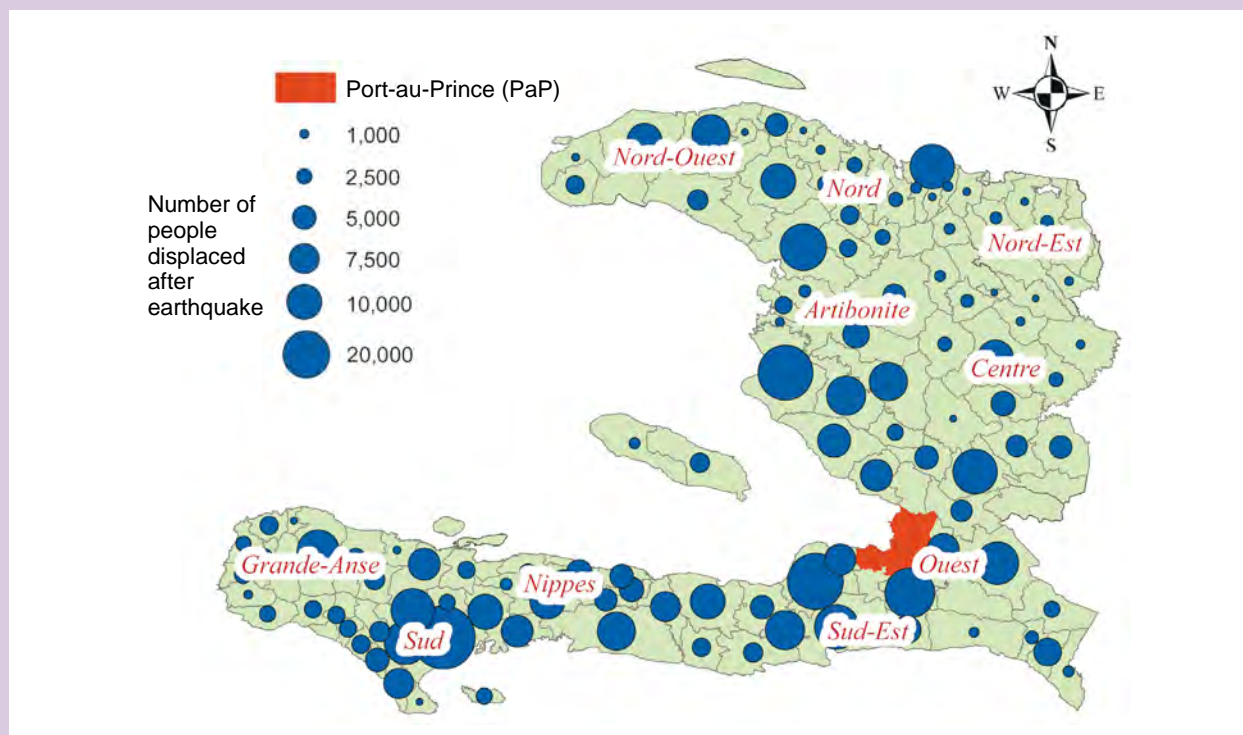 Port-au-Prince (PaP)
1,000
2,500
5,000
7,500
10,000
20,000
Number of
people
displaced
after
earthquake
N
W
E
S
Nord-Ouest
Nord
Nord-Est
Artibonite
Centre
Ouest
Grande-Anse
Nippes
Sud
Sud-Est